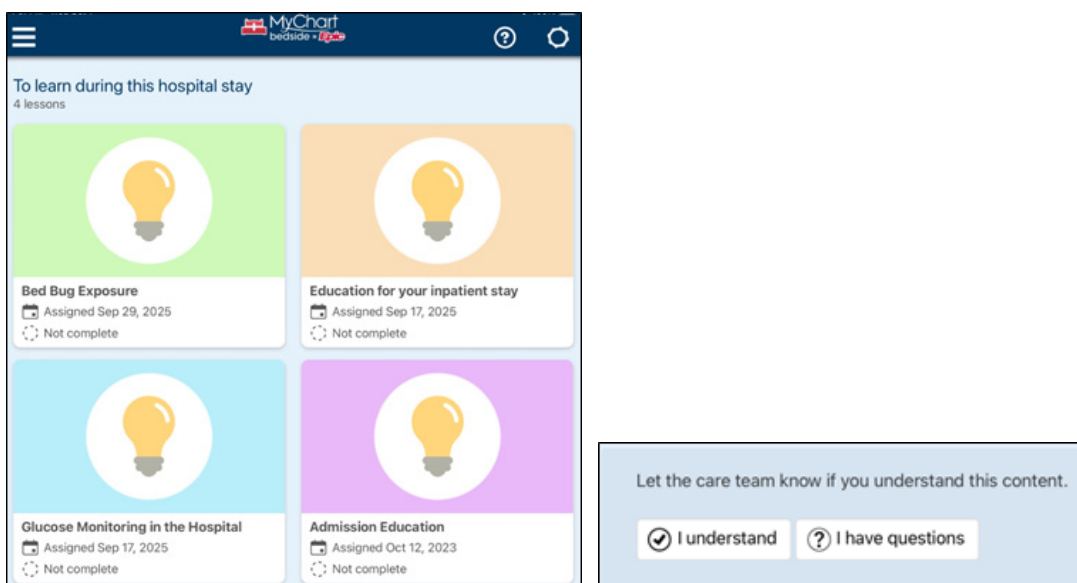 MyChart
bedside • Epic
To learn during this hospital stay
4 lessons
Bed Bug Exposure
Assigned Sep 29, 2025
Not complete
Education for your inpatient stay
Assigned Sep 17, 2025
Not complete
Glucose Monitoring in the Hospital
Assigned Sep 17, 2025
Not complete
Admission Education
Assigned Oct 12, 2023
Not complete
Let the care team know if you understand this content.
I understand
? I have questions